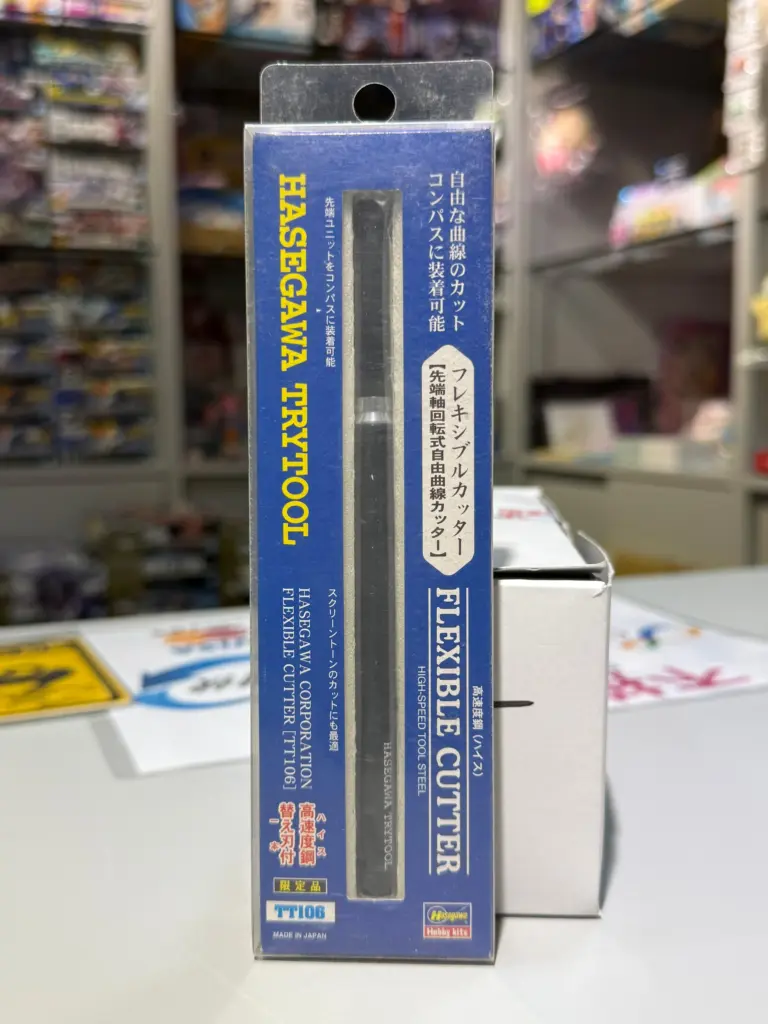 自由な曲線のカット
コンパスに装着可能
フレキシブルカッター
【先端軸回転式自由曲線カッター】
高速度鋼(ハイス)
FLEXIBLE CUTTER
HIGH-SPEED TOOL STEEL
先端ユニットをコンパスに装着可能
スクリーントーンのカットにも最適
HASEGAWA TRYTOOL
HASEGAWA TRYTOOL
HASEGAWA CORPORATION
FLEXIBLE CUTTER [TT106]
ハイス
高速度鋼
替え刃付
一本
限定品
TT106
MADE IN JAPAN
Hasegawa
Hobby kits